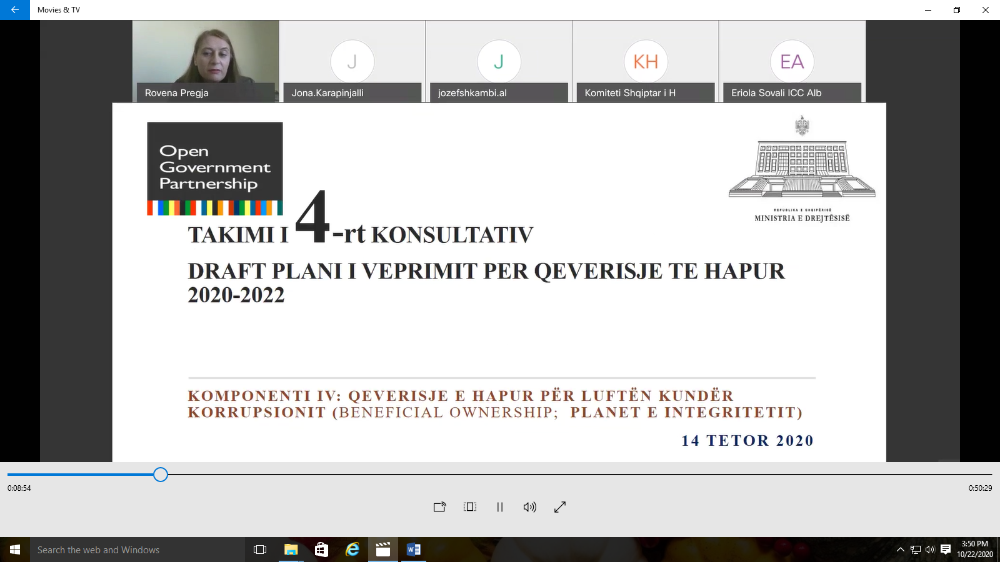 Movies & TV
Rovena Pregja
J
Jona.Karapinjalli
J
jozefshkambi.al
KH
Komiteti Shqiptar i H
EA
Eriola Sovali ICC Alb
Open
Government
Partnership
REPUBLIKA E SHQIPËRISË
MINISTRIA E DREJTËSISË
TAKIMI I 4-rt KONSULTATIV
DRAFT PLANI I VEPRIMIT PER QEVERISJE TE HAPUR
2020-2022
KOMPONENTI IV: QEVERISJE E HAPUR PËR LUFTËN KUNDËR
KORRUPSIONIT (BENEFICIAL OWNERSHIP; PLANET E INTEGRITETIT)
14 TETOR 2020
0:08:54
0:50:29
Search the web and Windows
3:50 PM
10/22/2020